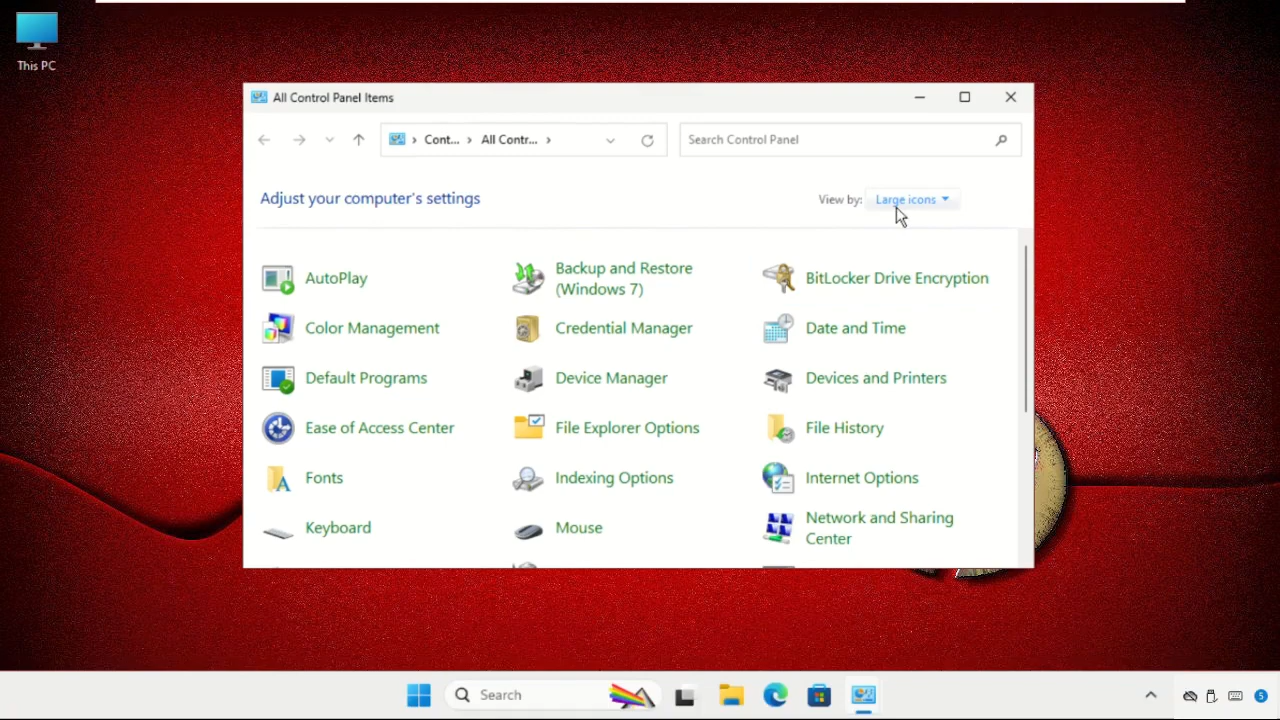 This PC
All Control Panel Items
Cont... All Contr...
Search Control Panel
Adjust your computer's settings
View by: Large icons
AutoPlay
Backup and Restore
(Windows 7)
BitLocker Drive Encryption
Color Management
Credential Manager
Date and Time
Default Programs
Device Manager
Devices and Printers
Ease of Access Center
File Explorer Options
File History
Fonts
Indexing Options
Internet Options
Keyboard
Mouse
Network and Sharing
Center
Search
5